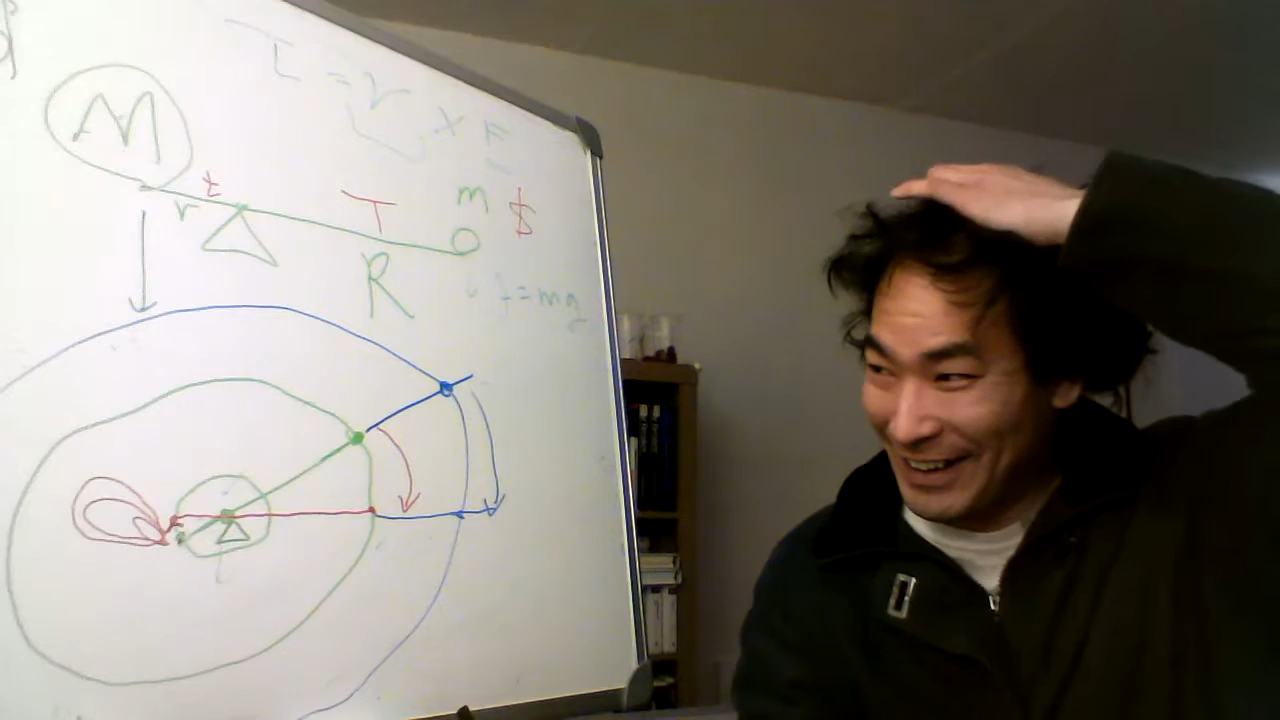 τ = r x F
M
t
r
T
R
m
$
f=mg